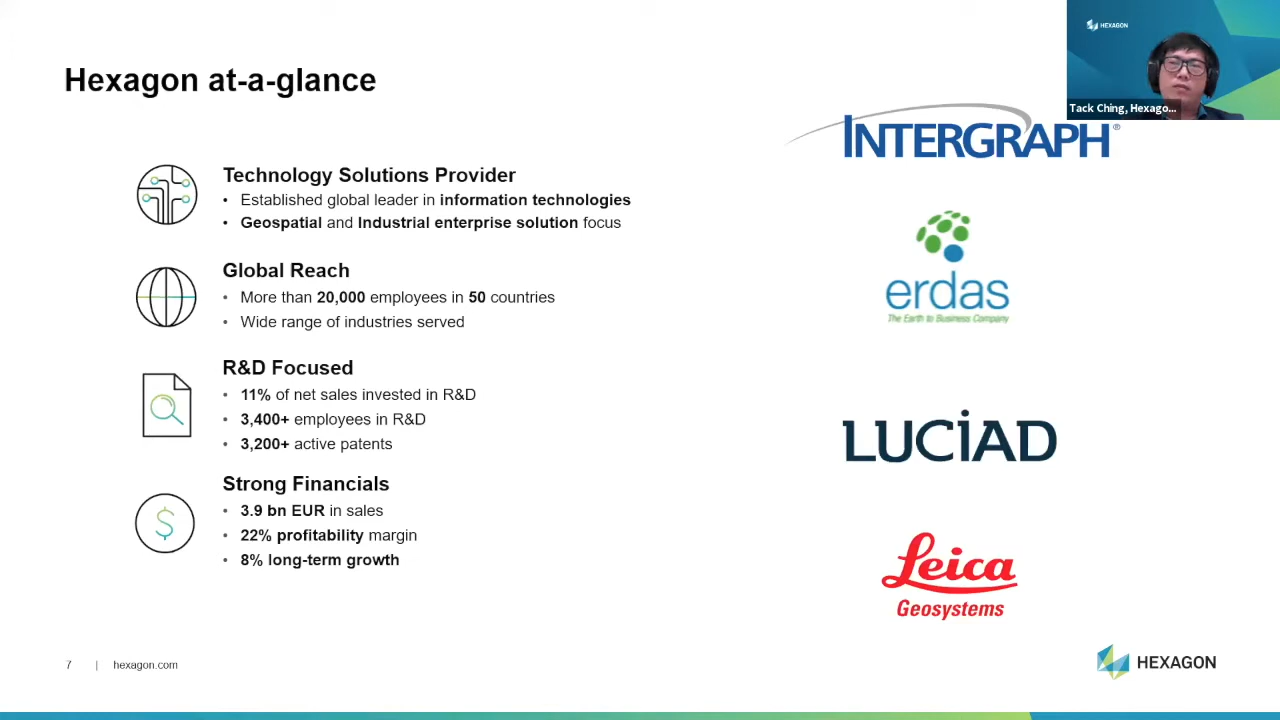 Hexagon at-a-glance
HEXAGON
Tack Ching, Hexago...
INTERGRAPH®
Technology Solutions Provider
• Established global leader in information technologies
• Geospatial and Industrial enterprise solution focus
erdas
The Earth to Business Company
Global Reach
• More than 20,000 employees in 50 countries
• Wide range of industries served
R&D Focused
• 11% of net sales invested in R&D
• 3,400+ employees in R&D
• 3,200+ active patents
LUCiAD
Strong Financials
• 3.9 bn EUR in sales
• 22% profitability margin
• 8% long-term growth
Leica
Geosystems
7 | hexagon.com
HEXAGON